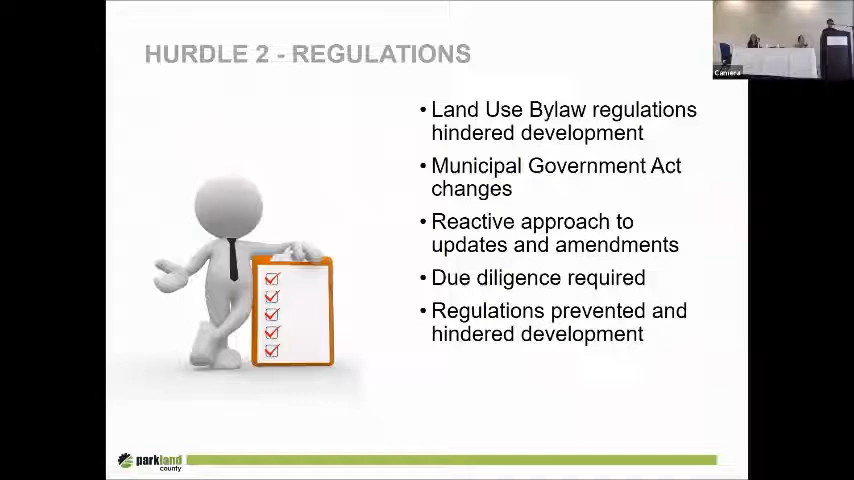 HURDLE 2 - REGULATIONS
Camera
• Land Use Bylaw regulations
hindered development
• Municipal Government Act
changes
• Reactive approach to
updates and amendments
• Due diligence required
• Regulations prevented and
hindered development
parkland
county